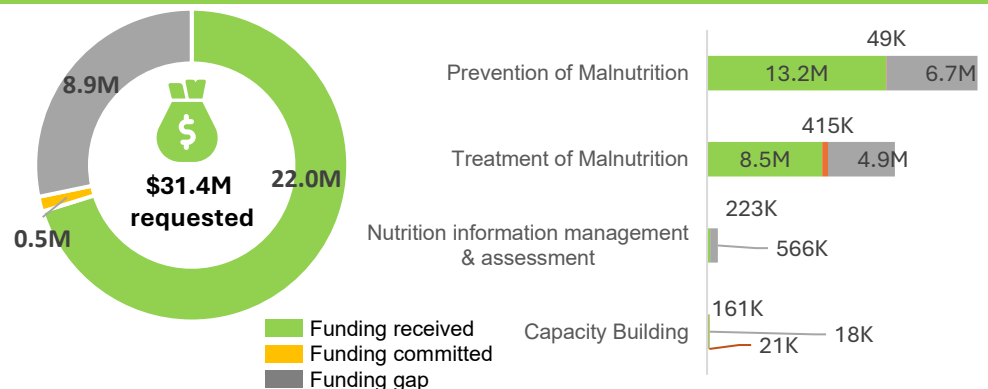 8.9M
$
$31.4M
requested
22.0M
0.5M
Funding received
Funding committed
Funding gap
49K
Prevention of Malnutrition
13.2M
6.7M
415K
Treatment of Malnutrition
8.5M
4.9M
223K
Nutrition information management
& assessment
566K
161K
Capacity Building
18K
21K